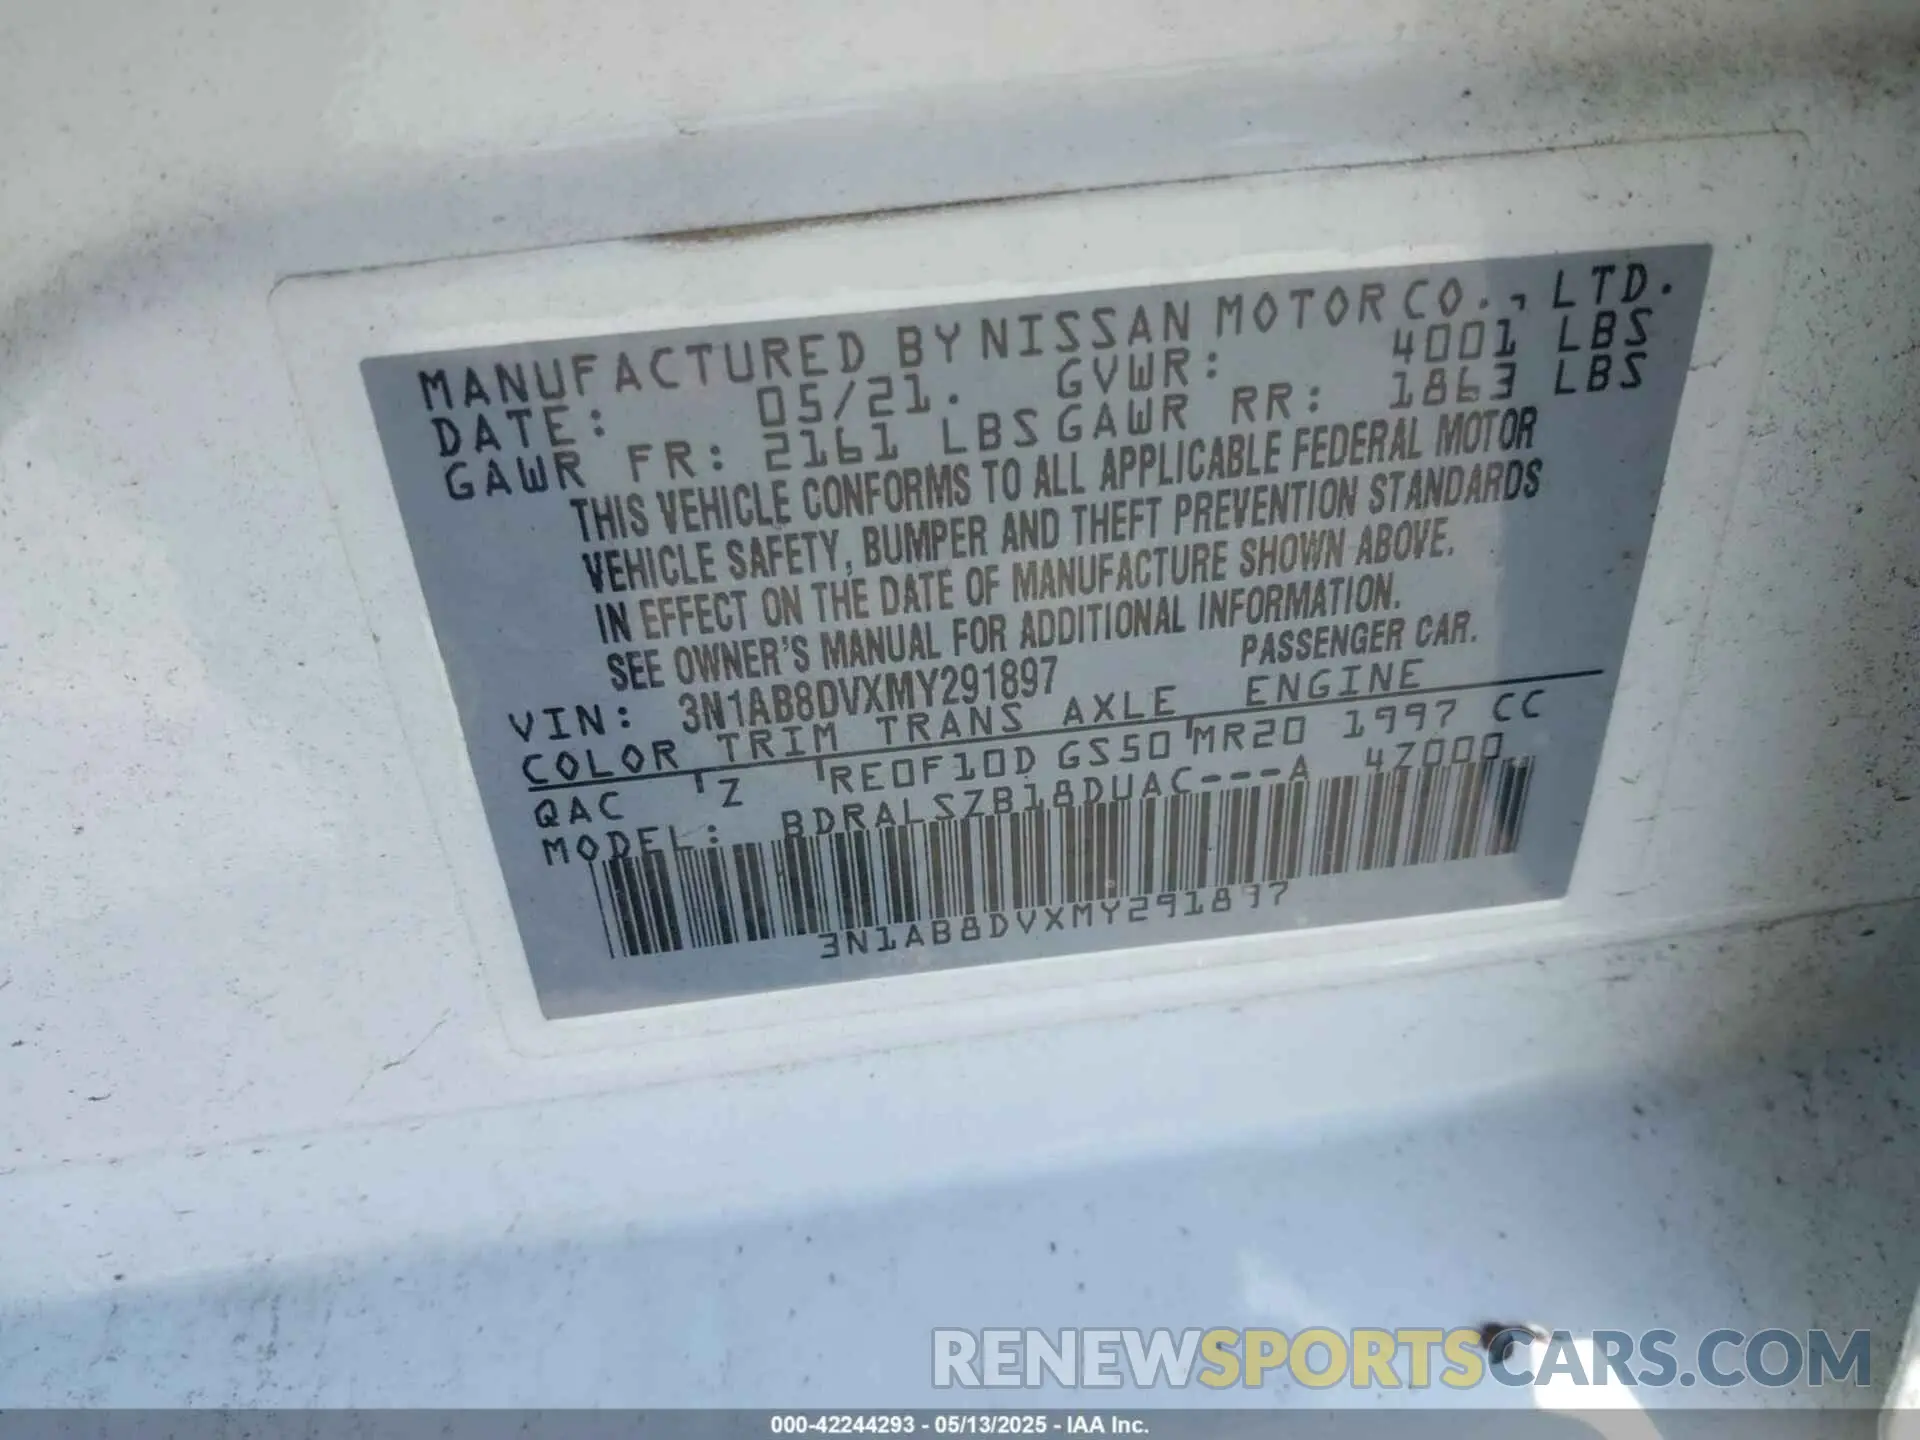 MANUFACTURED BY NISSAN MOTOR CO., LTD.
DATE: 05/21. GVWR: 4001 LBS
GAWR FR: 2161 LBS GAWR RR: 1863 LBS
THIS VEHICLE CONFORMS TO ALL APPLICABLE FEDERAL MOTOR
VEHICLE SAFETY, BUMPER AND THEFT PREVENTION STANDARDS
IN EFFECT ON THE DATE OF MANUFACTURE SHOWN ABOVE.
SEE OWNER'S MANUAL FOR ADDITIONAL INFORMATION.
VIN: 3N1AB8DVXMY291897 PASSENGER CAR.
COLOR TRIM TRANS AXLE ENGINE
QAC Z RE0F10D GS50 MR20 1997 CC
MODEL: BDRALSZB18DUAC---A 4Z000
3N1AB8DVXMY291897
RENEWSPORTSCARS.COM
000-42244293 - 05/13/2025 - IAA Inc.